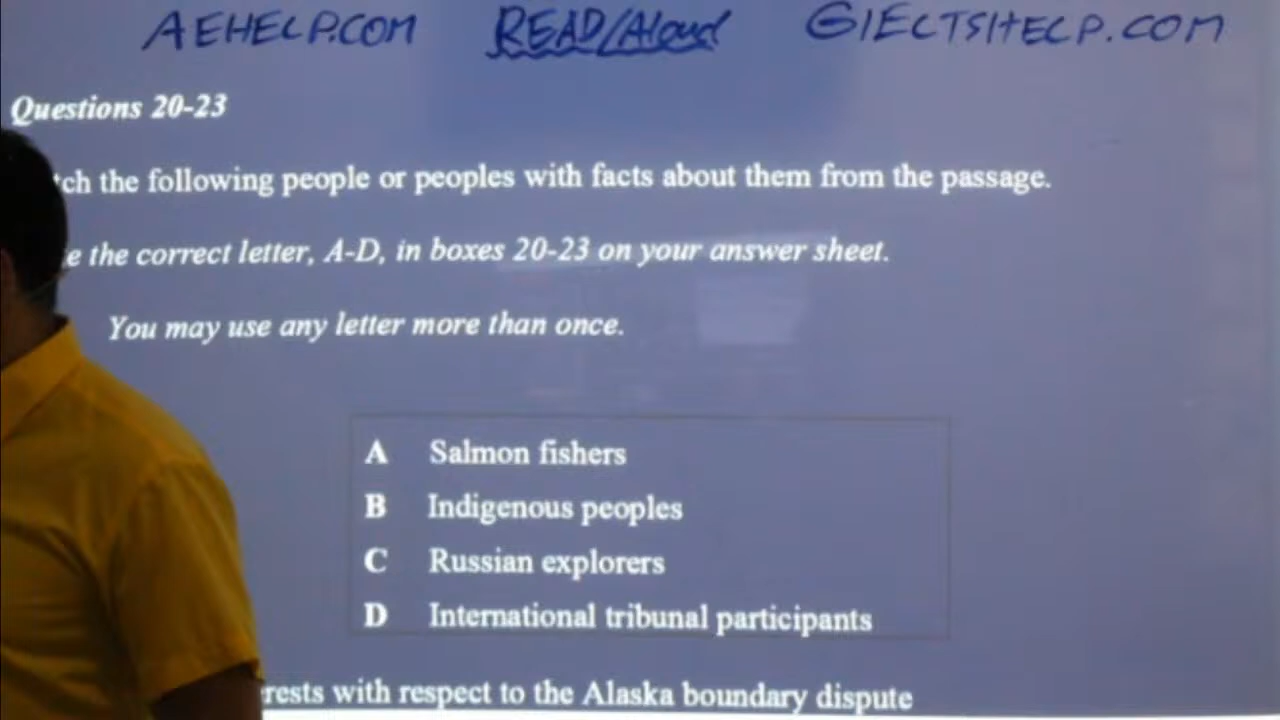 AEHELP.COM READ/Aloud GIELTSHELP.COM
Questions 20-23
the following people or peoples with facts about them from the passage.
the correct letter, A-D, in boxes 20-23 on your answer sheet.
You may use any letter more than once.
A Salmon fishers
B Indigenous peoples
C Russian explorers
D International tribunal participants
with respect to the Alaska boundary dispute